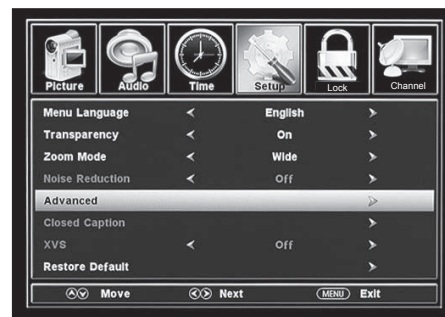 Picture Audio Time Setup Lock Channel
Menu Language English
Transparency On
Zoom Mode Wide
Noise Reduction Off
Advanced
Closed Caption
XVS Off
Restore Default
Move Next MENU Exit